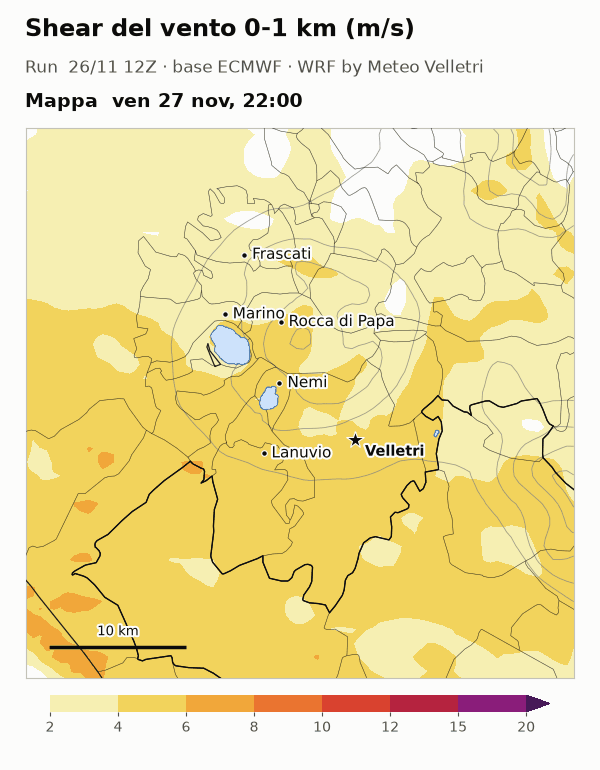 Shear del vento 0-1 km (m/s)
Run  26/11 12Z · base ECMWF · WRF by Meteo Velletri
Mappa  ven 27 nov, 22:00
Frascati
Marino
Rocca di Papa
Nemi
Velletri
Lanuvio
10 km
2 4 6 8 10 12 15 20